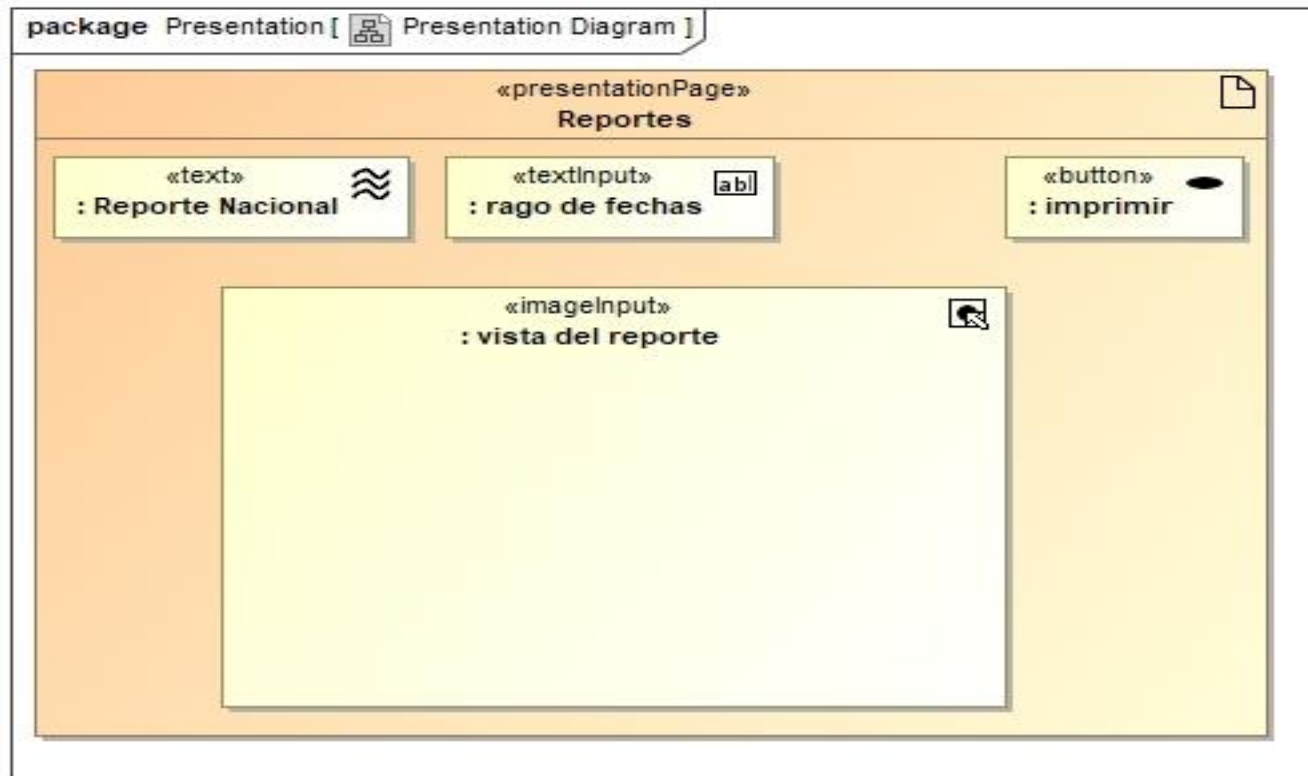 package Presentation [ Presentation Diagram ]
«presentationPage»
Reportes
«text»
: Reporte Nacional
«textInput»
: rago de fechas
abl
«button»
: imprimir
«imageInput»
: vista del reporte